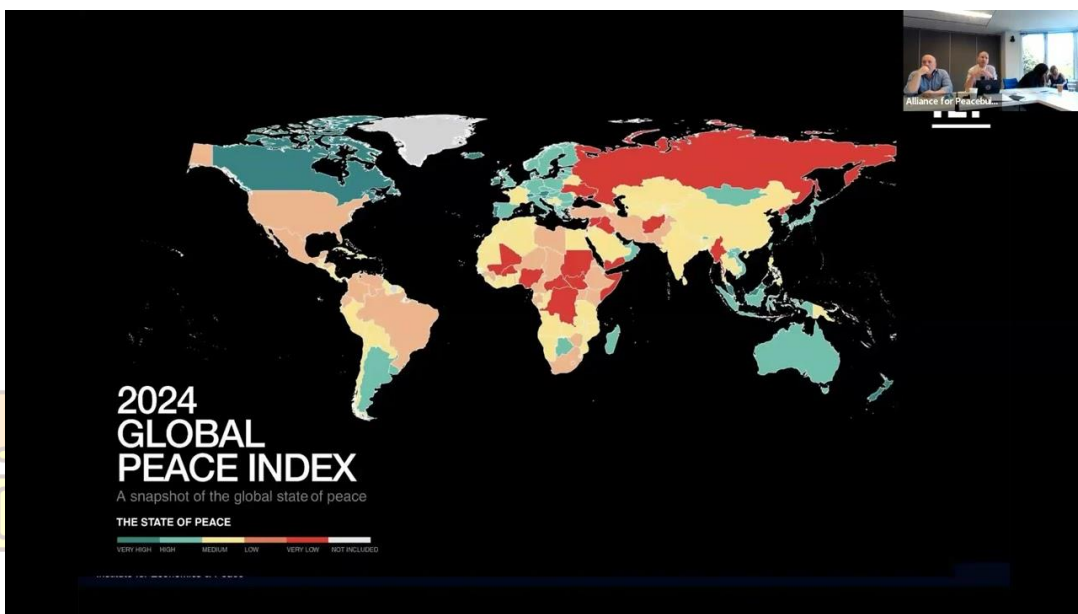 Alliance for Peacebui...
2024
GLOBAL
PEACE INDEX
A snapshot of the global state of peace
THE STATE OF PEACE
VERY HIGH HIGH MEDIUM LOW VERY LOW NOT INCLUDED